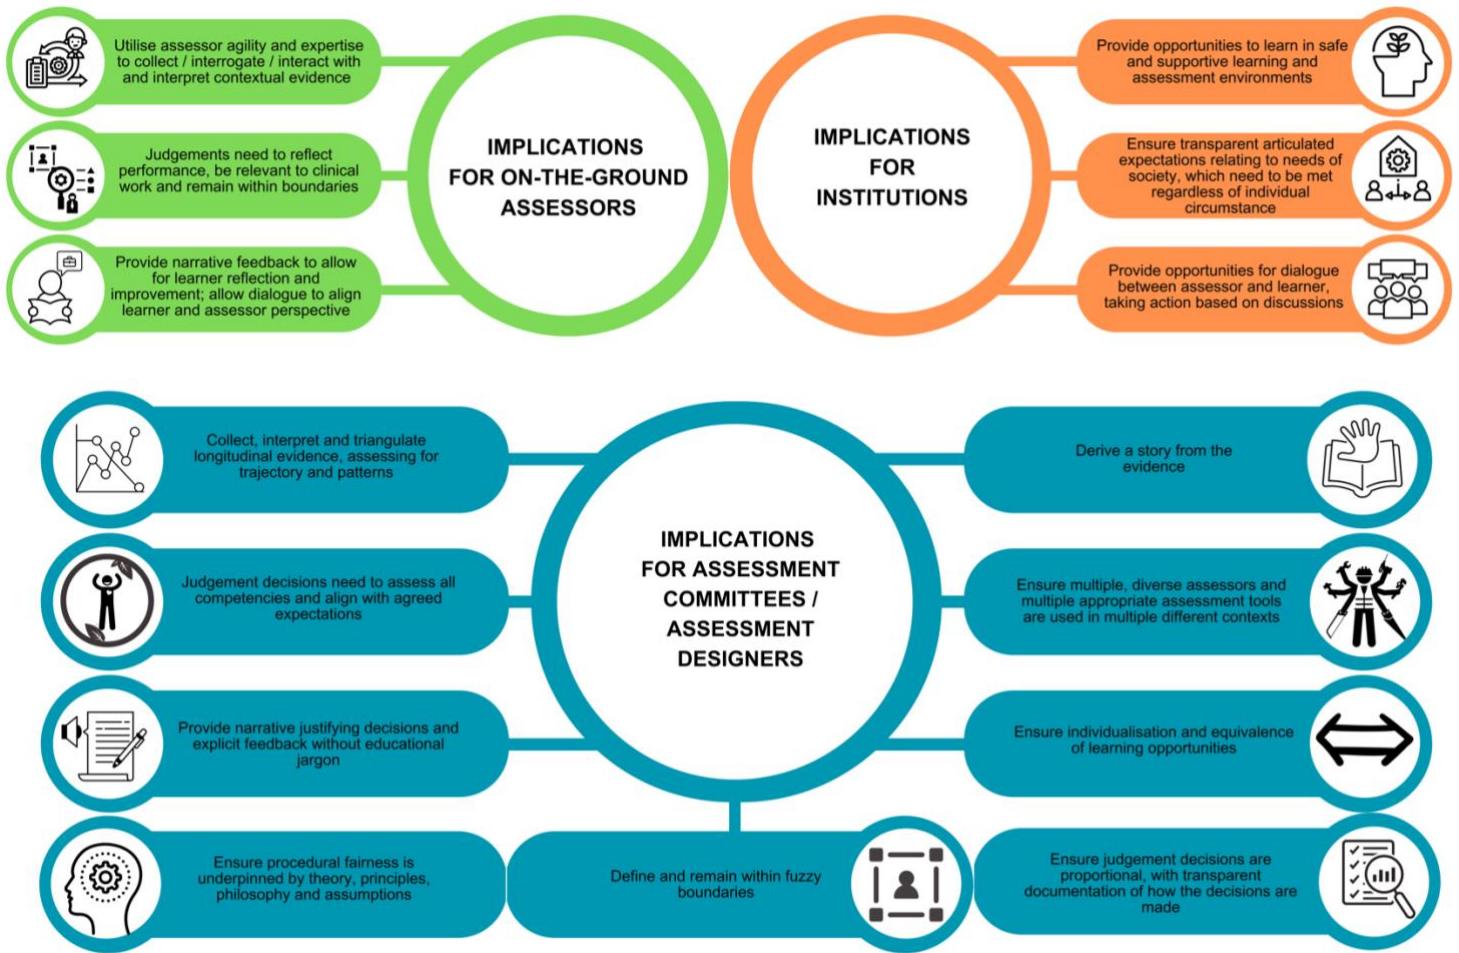 IMPLICATIONS
FOR ON-THE-GROUND
ASSESSORS
Utilise assessor agility and expertise
to collect / interrogate / interact with
and interpret contextual evidence
Judgements need to reflect
performance, be relevant to clinical
work and remain within boundaries
Provide narrative feedback to allow
for learner reflection and
improvement; allow dialogue to align
learner and assessor perspective
IMPLICATIONS
FOR
INSTITUTIONS
Provide opportunities to learn in safe
and supportive learning and
assessment environments
Ensure transparent articulated
expectations relating to needs of
society, which need to be met
regardless of individual
circumstance
Provide opportunities for dialogue
between assessor and learner,
taking action based on discussions
IMPLICATIONS
FOR ASSESSMENT
COMMITTEES /
ASSESSMENT
DESIGNERS
Collect, interpret and triangulate
longitudinal evidence, assessing for
trajectory and patterns
Judgement decisions need to assess all
competencies and align with agreed
expectations
Provide narrative justifying decisions and
explicit feedback without educational
jargon
Ensure procedural fairness is
underpinned by theory, principles,
philosophy and assumptions
Define and remain within fuzzy
boundaries
Derive a story from the
evidence
Ensure multiple, diverse assessors and
multiple appropriate assessment tools
are used in multiple different contexts
Ensure individualisation and equivalence
of learning opportunities
Ensure judgement decisions are
proportional, with transparent
documentation of how the decisions are
made